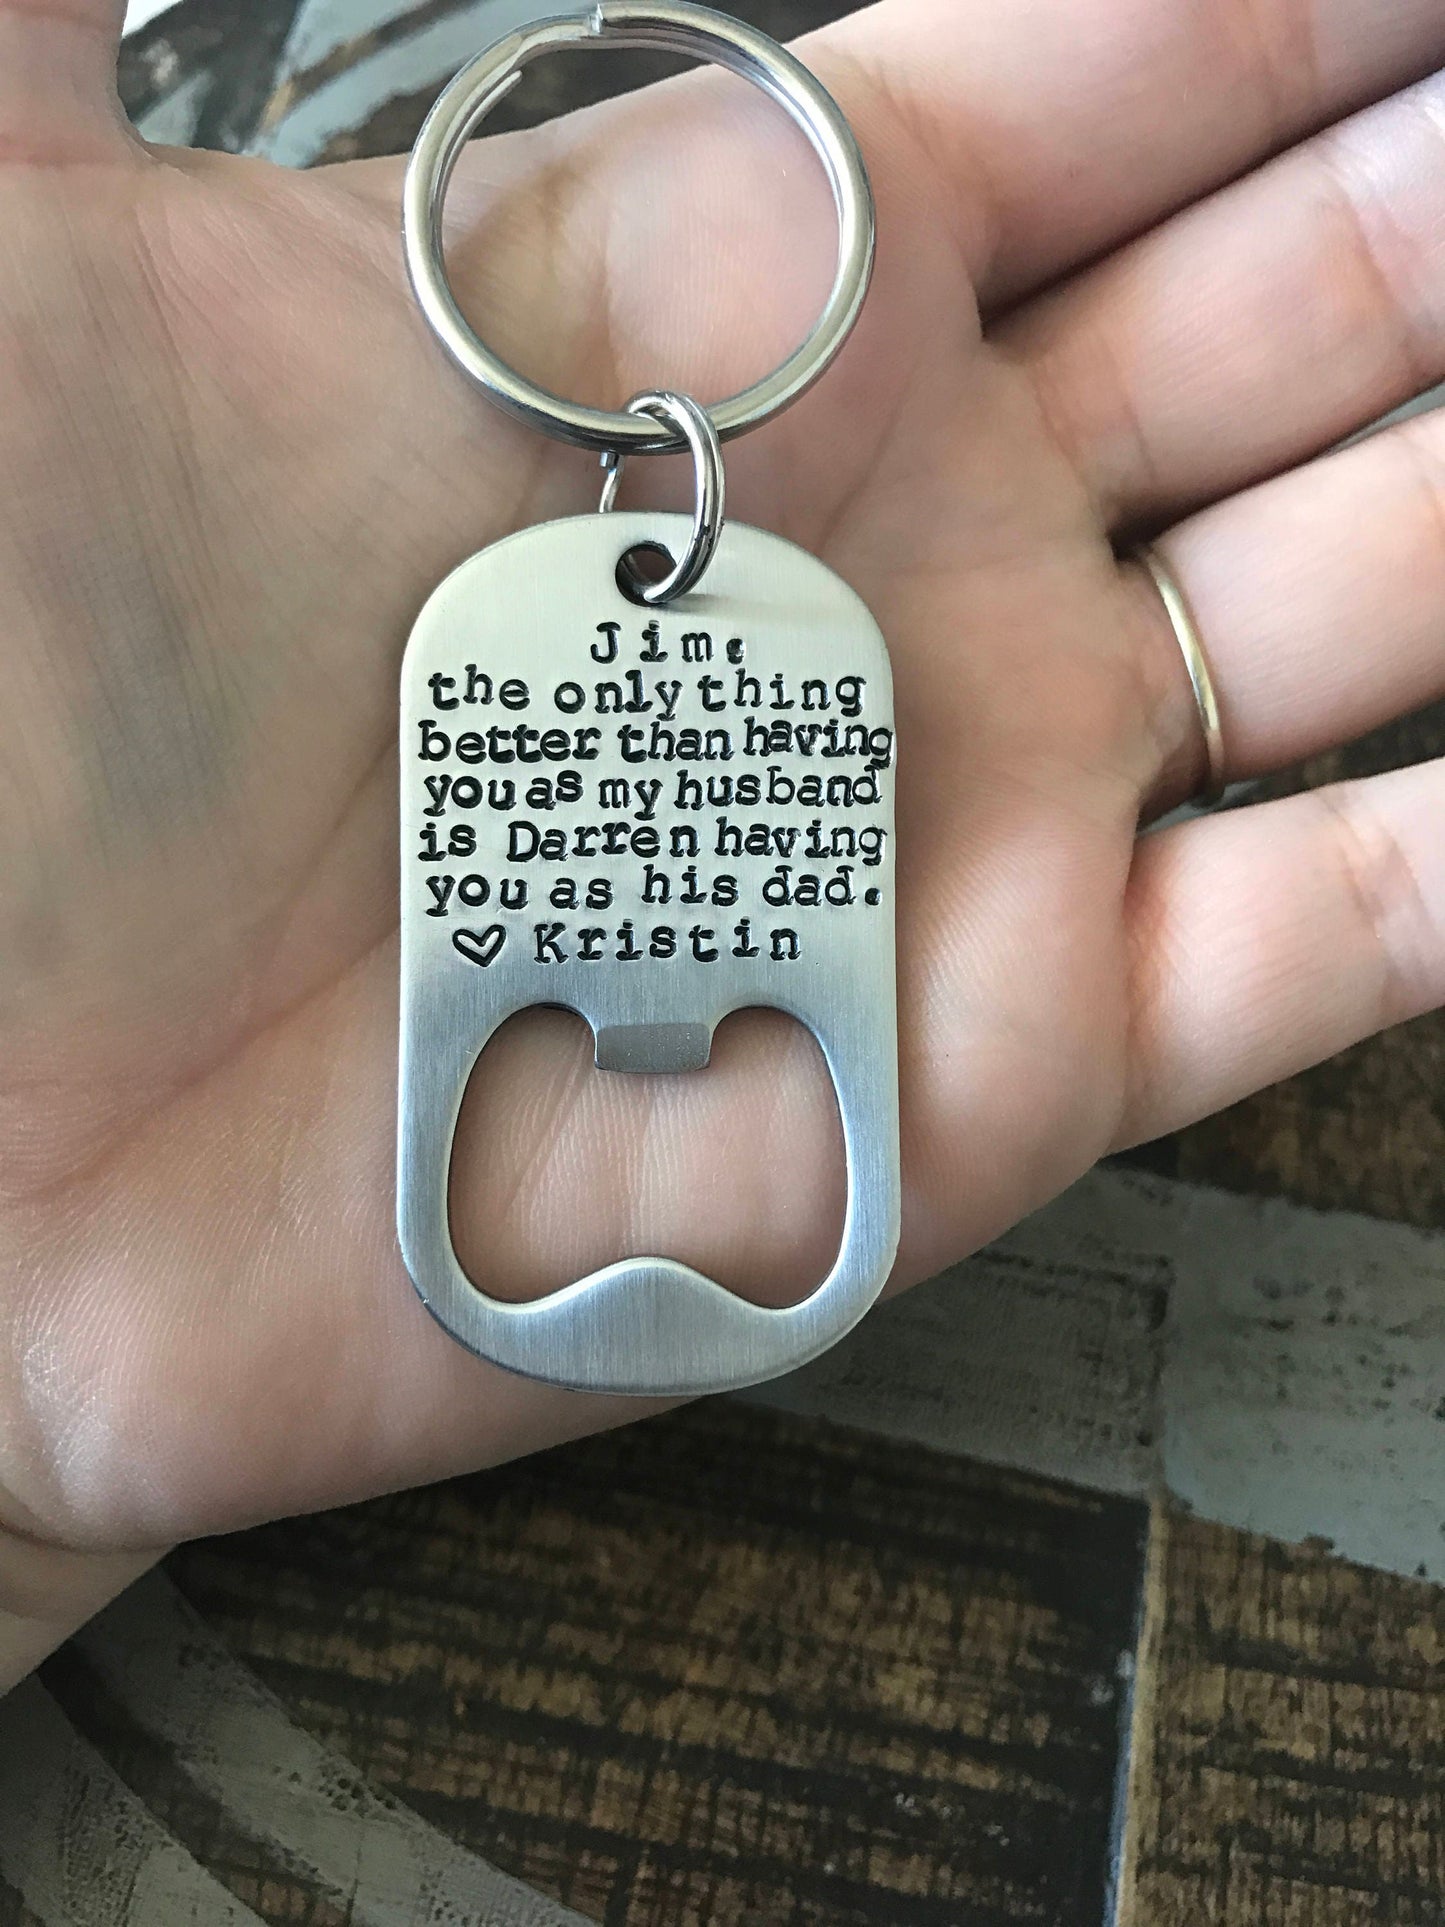 Jim,
the only thing
better than having
you as my husband
is Darren having
you as his dad.
♡ Kristin